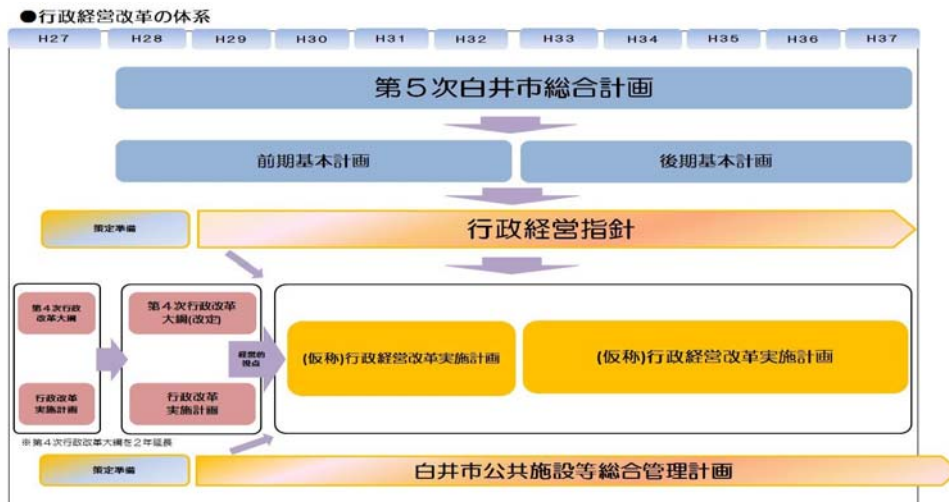 ●行政経営改革の体系
H27 H28 H29 H30 H31 H32 H33 H34 H35 H36 H37
第5次白井市総合計画
前期基本計画 後期基本計画
策定準備 行政経営指針
第4次行政
改革大綱
第4次行政改革
大綱(改定)
経営的
視点
(仮称)行政経営改革実施計画 (仮称)行政経営改革実施計画
行政改革
実施計画
行政改革
実施計画
※第4次行政改革大綱を2年延長
策定準備 白井市公共施設等総合管理計画